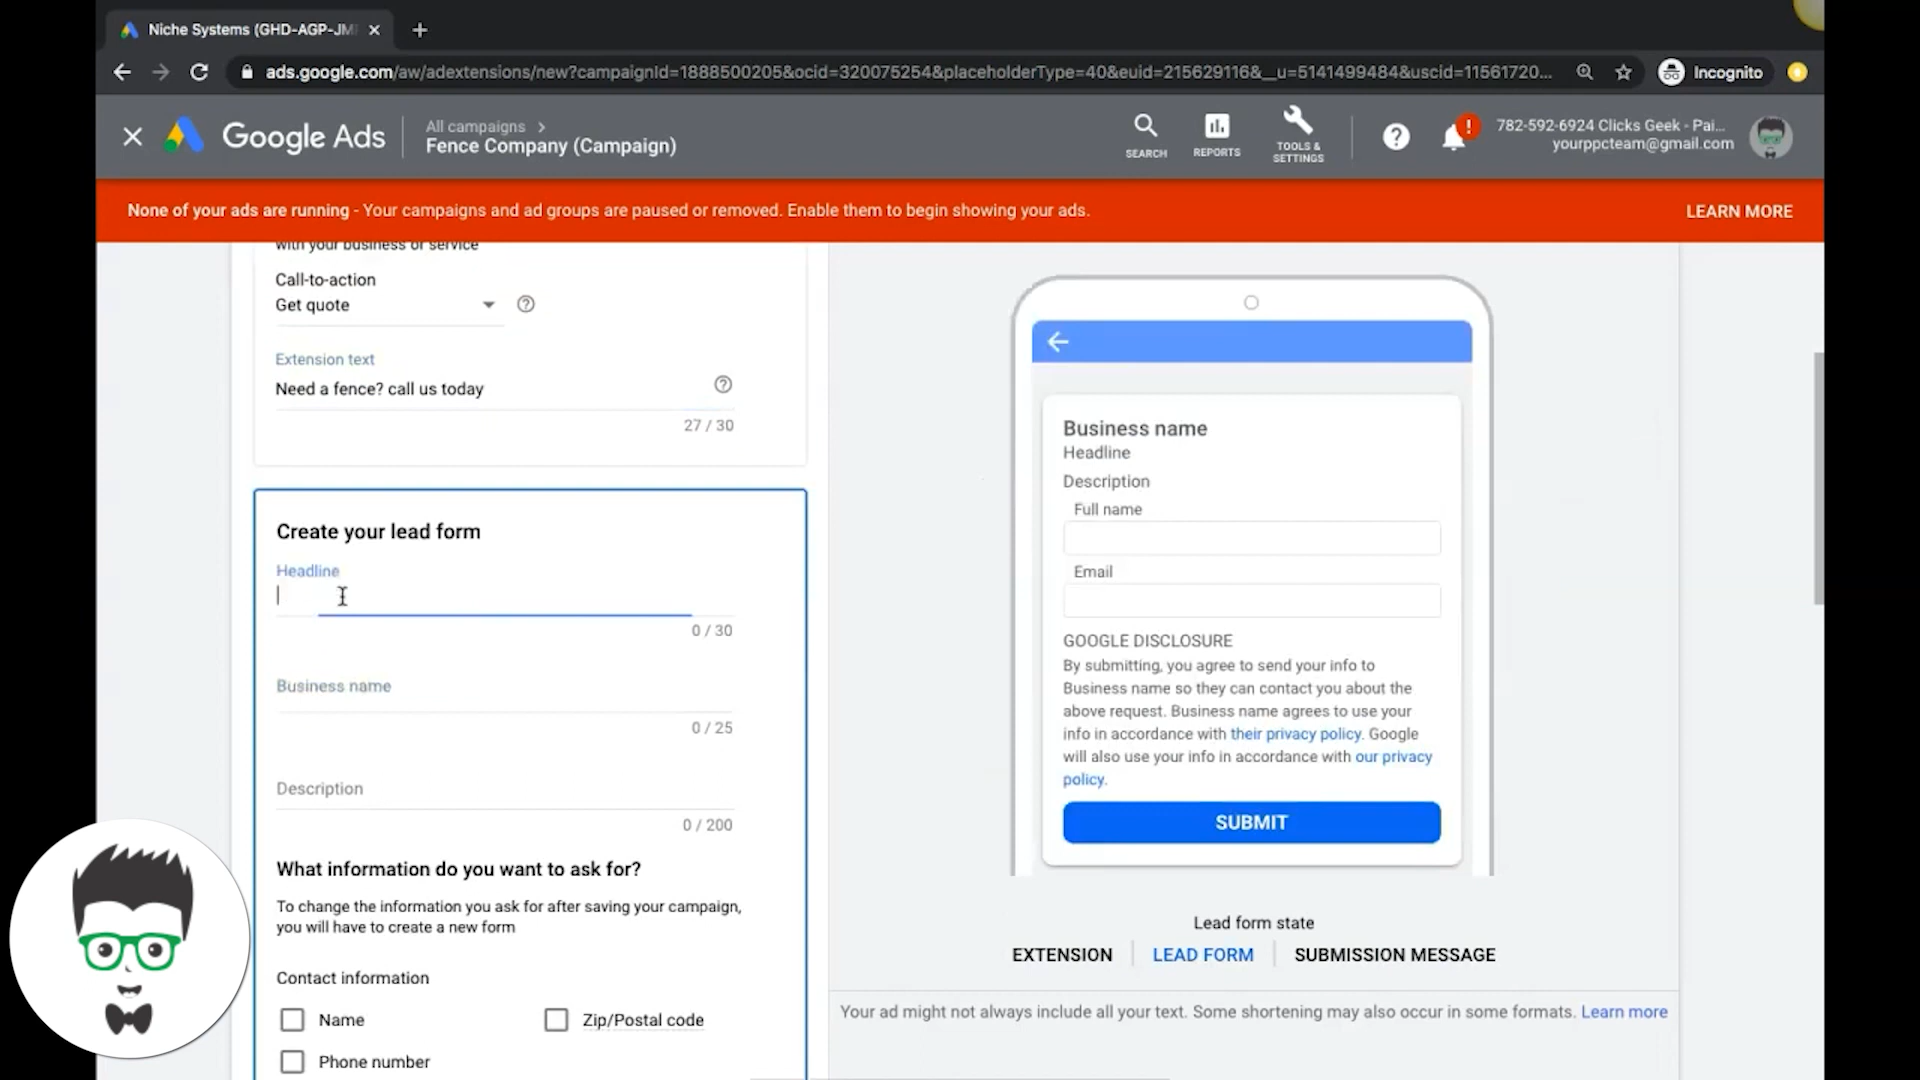 Niche Systems (GHD-AGP-JM
ads.google.com/aw/adextensions/new?campaignId=1888500205&ocid=320075254&placeholderType=40&euid=215629116&__u=5141499484&uscid=11561720...
Incognito
Google Ads
All campaigns
Fence Company (Campaign)
SEARCH
REPORTS
TOOLS &
SETTINGS
782-592-6924 Clicks Geek - Pai...
yourppcteam@gmail.com
None of your ads are running - Your campaigns and ad groups are paused or removed. Enable them to begin showing your ads.
LEARN MORE
with your business or service
Call-to-action
Get quote
Extension text
Need a fence? call us today
27 / 30
Create your lead form
Headline
0 / 30
Business name
0 / 25
Description
0 / 200
What information do you want to ask for?
To change the information you ask for after saving your campaign,
you will have to create a new form
Contact information
Name
Zip/Postal code
Phone number
Business name
Headline
Description
Full name
Email
GOOGLE DISCLOSURE
By submitting, you agree to send your info to
Business name so they can contact you about the
above request. Business name agrees to use your
info in accordance with their privacy policy. Google
will also use your info in accordance with our privacy
policy.
SUBMIT
Lead form state
EXTENSION
LEAD FORM
SUBMISSION MESSAGE
Your ad might not always include all your text. Some shortening may also occur in some formats. Learn more